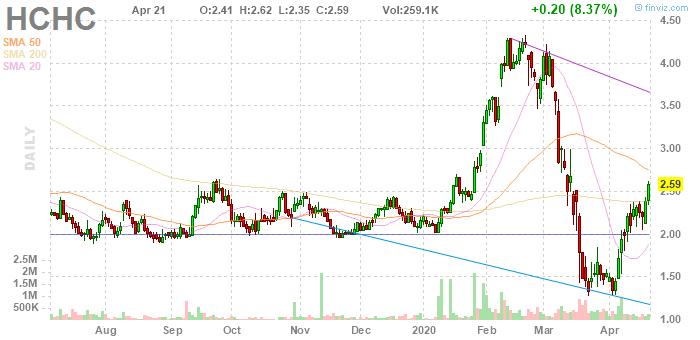 HCHC Apr 21 O:2.41 H:2.62 L:2.35 C:2.59 Vol:259.1K +0.20 (8.37%) © finviz.com
SMA 50
SMA 200
SMA 20
DAILY
4.50
4.00
3.50
3.00
2.59
2.50
2.00
1.00
2.5M
2M
1.5M
1M
500K
Aug Sep Oct Nov Dec 2020 Feb Mar Apr